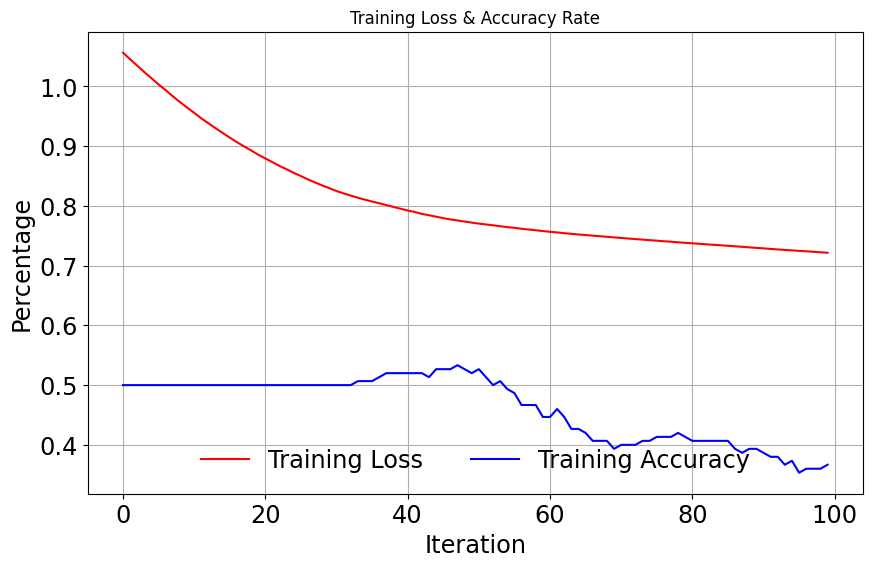 Training Loss & Accuracy Rate
Percentage
1.0
0.9
0.8
0.7
0.6
0.5
0.4
Training Loss Training Accuracy
0 20 40 60 80 100
Iteration